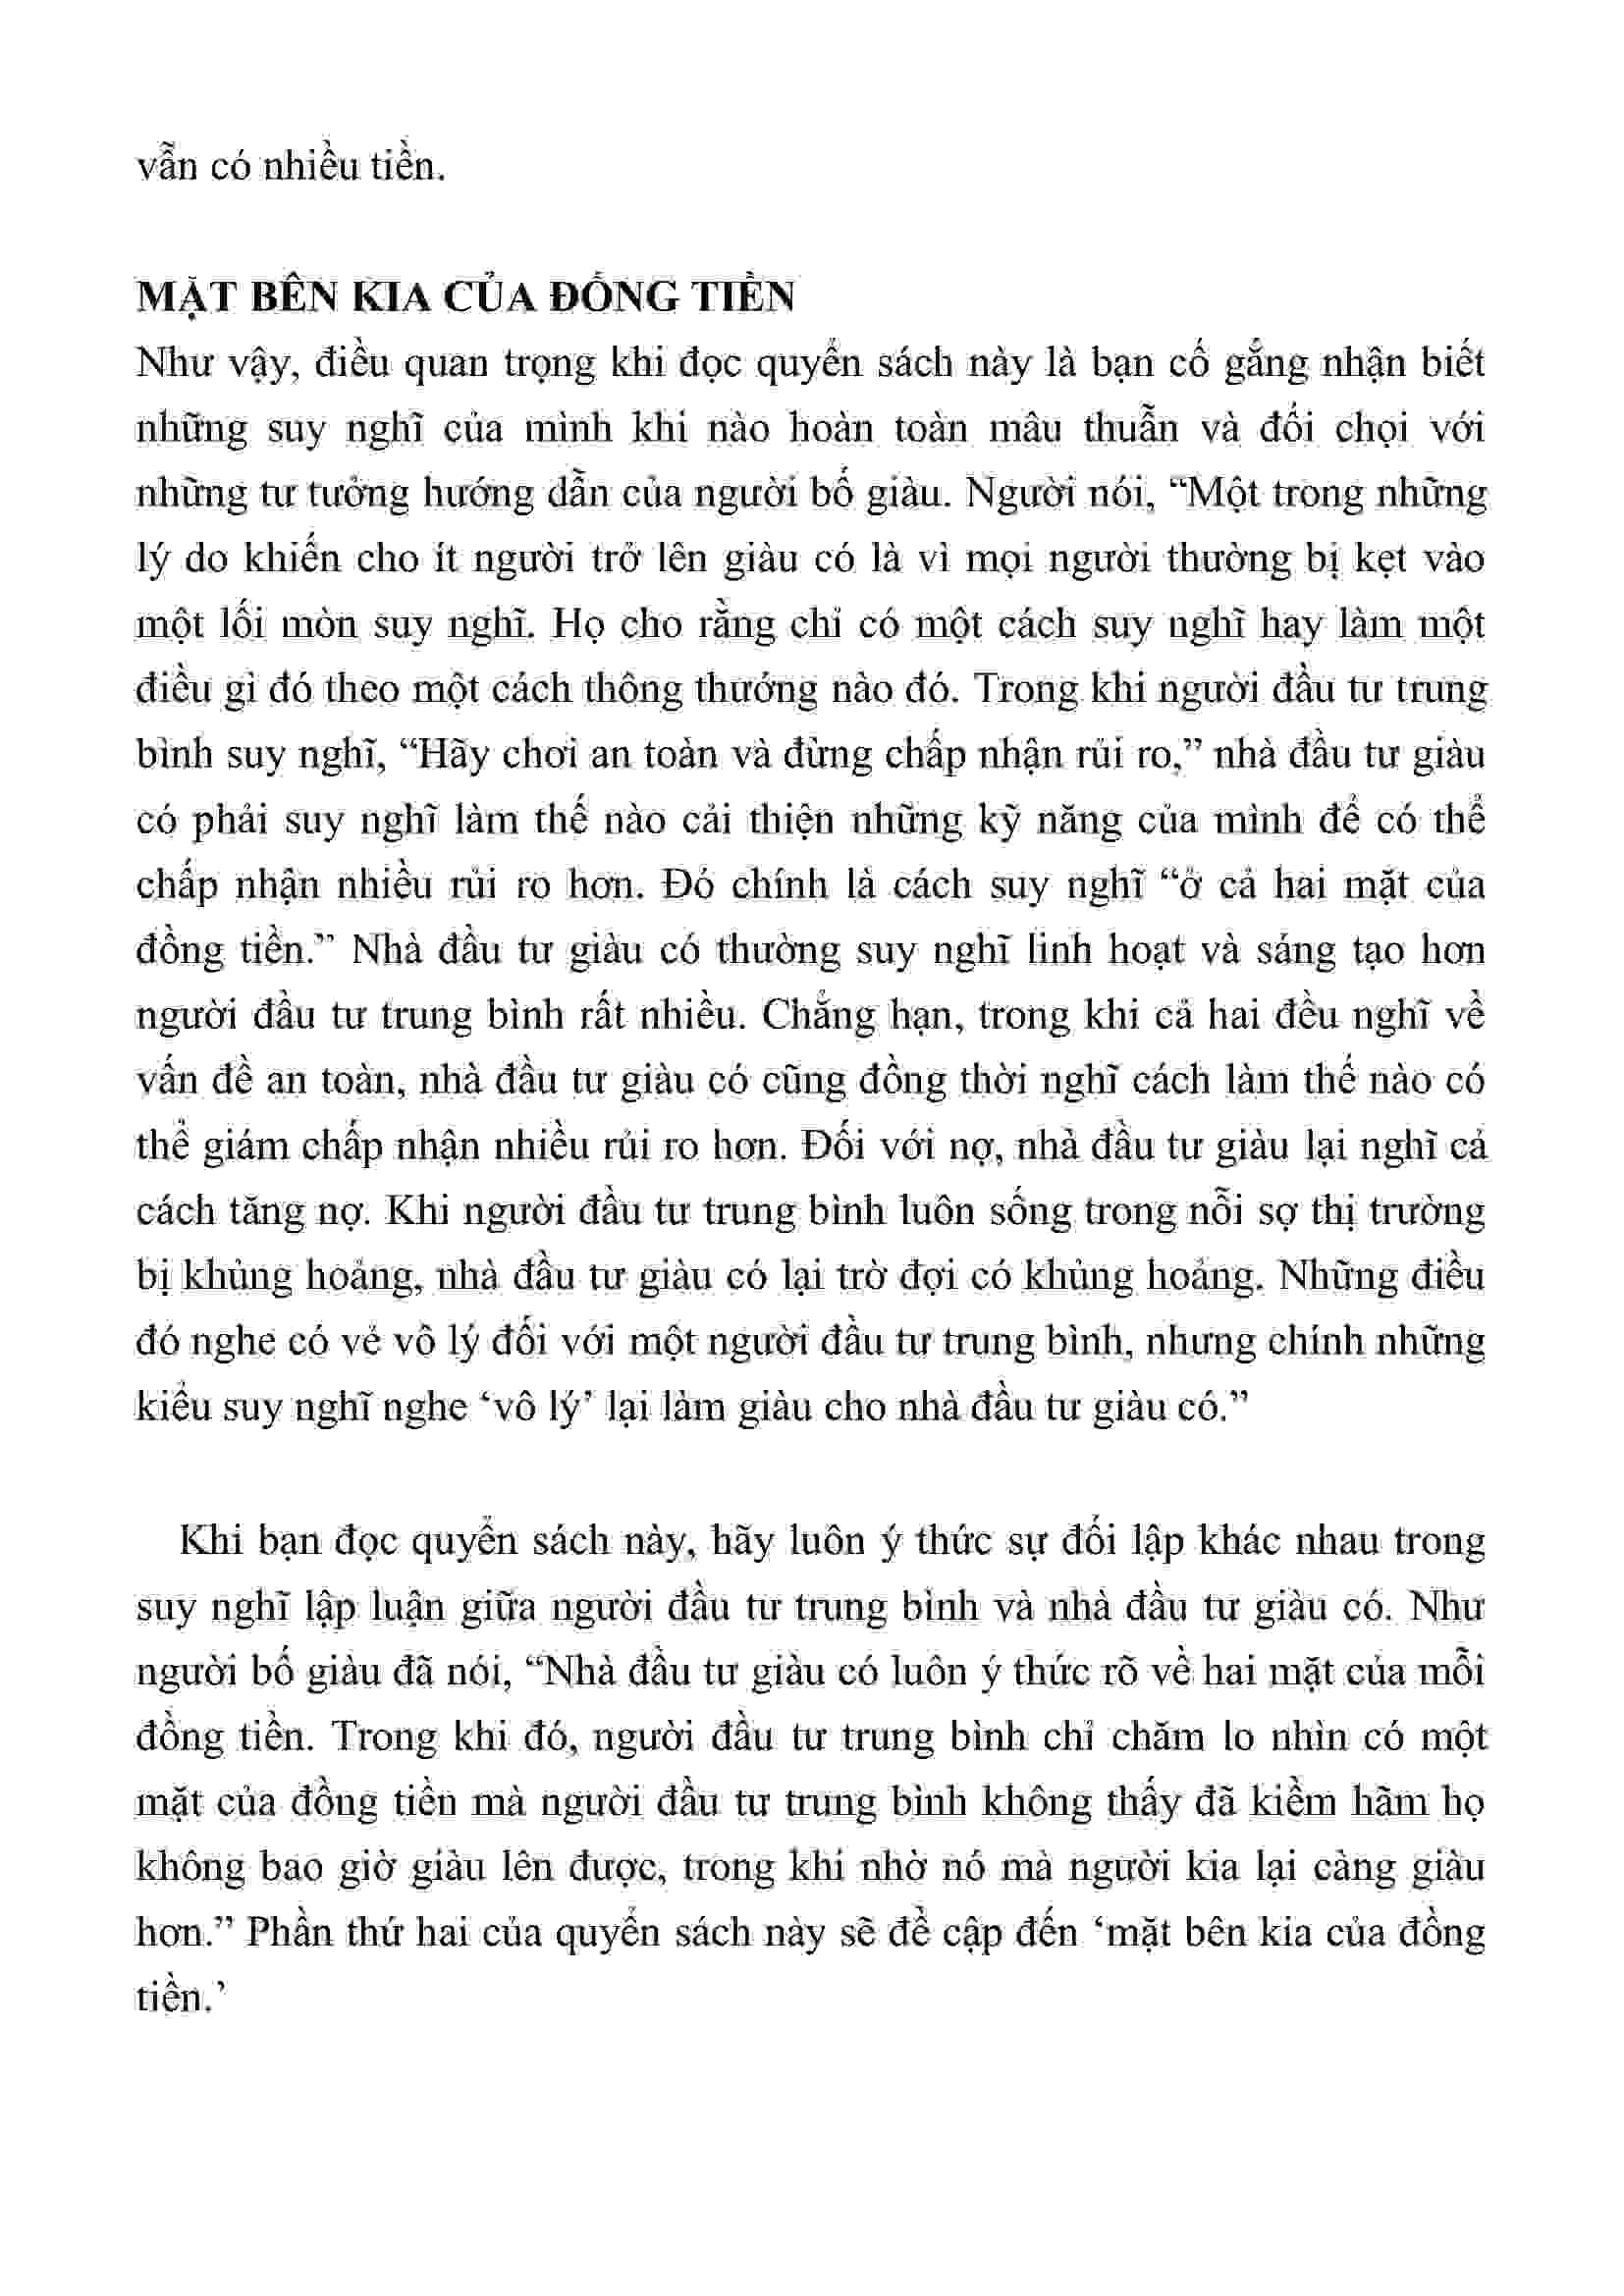 vẫn có nhiều tiền.
MẶT BÊN KIA CỦA ĐỒNG TIỀN
Như vậy, điều quan trọng khi đọc quyển sách này là bạn cố gắng nhận biết
những suy nghĩ của mình khi nào hoàn toàn mâu thuẫn và đối chọi với
những tư tưởng hướng dẫn của người bố giàu. Người nói, “Một trong những
lý do khiến cho ít người trở lên giàu có là vì mọi người thường bị kẹt vào
một lối mòn suy nghĩ. Họ cho rằng chỉ có một cách suy nghĩ hay làm một
điều gì đó theo một cách thông thường nào đó. Trong khi người đầu tư trung
bình suy nghĩ, “Hãy chơi an toàn và đừng chấp nhận rủi ro,” nhà đầu tư giàu
có phải suy nghĩ làm thế nào cải thiện những kỹ năng của mình để có thể
chấp nhận nhiều rủi ro hơn. Đó chính là cách suy nghĩ “ở cả hai mặt của
đồng tiền.” Nhà đầu tư giàu có thường suy nghĩ linh hoạt và sáng tạo hơn
người đầu tư trung bình rất nhiều. Chẳng hạn, trong khi cả hai đều nghĩ về
vấn đề an toàn, nhà đầu tư giàu có cũng đồng thời nghĩ cách làm thế nào có
thể giám chấp nhận nhiều rủi ro hơn. Đối với nợ, nhà đầu tư giàu lại nghĩ cả
cách tăng nợ. Khi người đầu tư trung bình luôn sống trong nỗi sợ thị trường
bị khủng hoảng, nhà đầu tư giàu có lại trờ đợi có khủng hoảng. Những điều
đó nghe có vẻ vô lý đối với một người đầu tư trung bình, nhưng chính những
kiểu suy nghĩ nghe ‘vô lý’ lại làm giàu cho nhà đầu tư giàu có.”
Khi bạn đọc quyển sách này, hãy luôn ý thức sự đối lập khác nhau trong
suy nghĩ lập luận giữa người đầu tư trung bình và nhà đầu tư giàu có. Như
người bố giàu đã nói, “Nhà đầu tư giàu có luôn ý thức rõ về hai mặt của mỗi
đồng tiền. Trong khi đó, người đầu tư trung bình chỉ chăm lo nhìn có một
mặt của đồng tiền mà người đầu tư trung bình không thấy đã kiềm hãm họ
không bao giờ giàu lên được, trong khi nhờ nó mà người kia lại càng giàu
hơn.” Phần thứ hai của quyển sách này sẽ đề cập đến ‘mặt bên kia của đồng
tiền.’